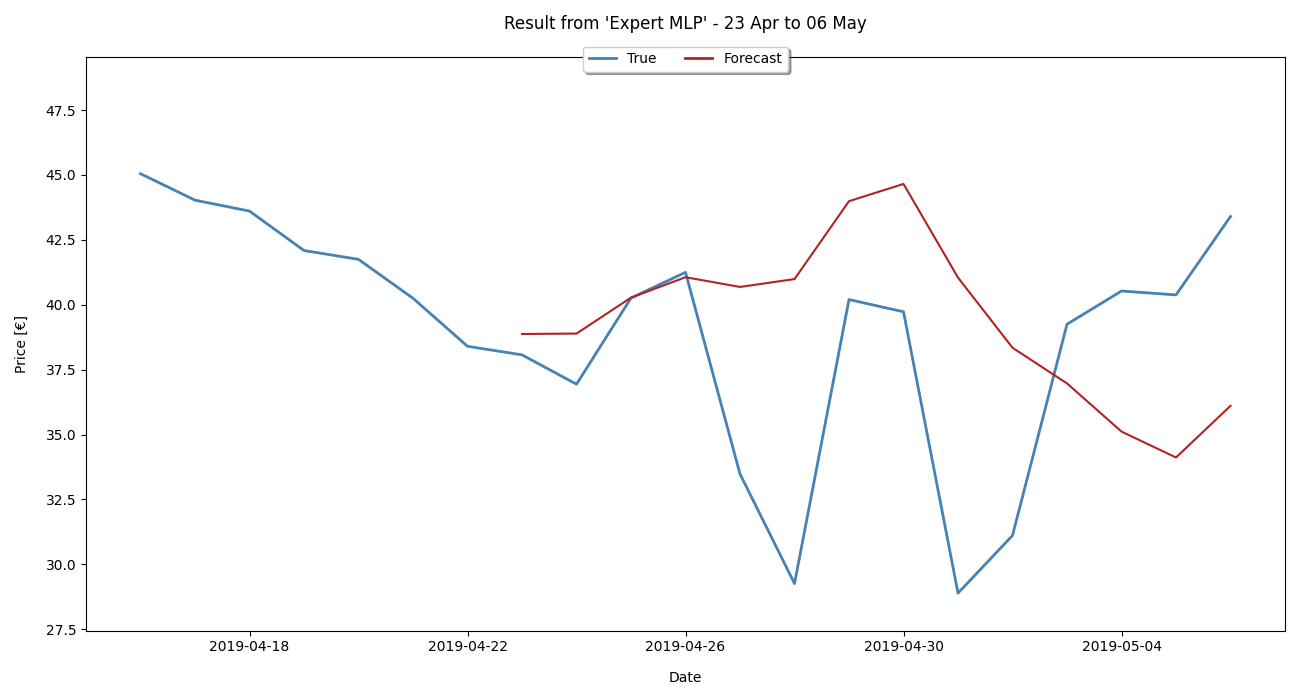 Result from 'Expert MLP' - 23 Apr to 06 May
True Forecast
47.5
45.0
42.5
40.0
37.5
35.0
32.5
30.0
27.5
Price [€]
2019-04-18 2019-04-22 2019-04-26 2019-04-30 2019-05-04
Date